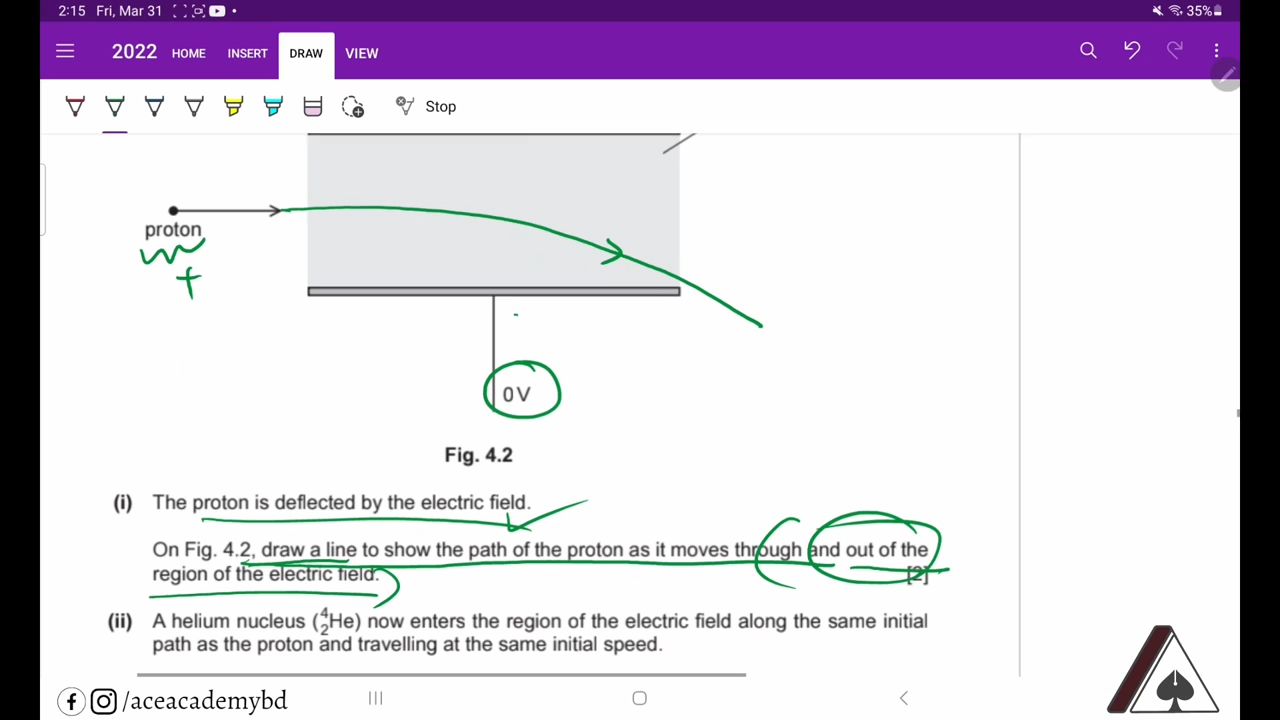 2:15 Fri, Mar 31
35%
2022 HOME INSERT DRAW VIEW
Stop
proton
+
0 V
Fig. 4.2
(i) The proton is deflected by the electric field.
On Fig. 4.2, draw a line to show the path of the proton as it moves through and out of the
region of the electric field.
[2]
(ii) A helium nucleus (⁴₂He) now enters the region of the electric field along the same initial
path as the proton and travelling at the same initial speed.
/aceacademybd